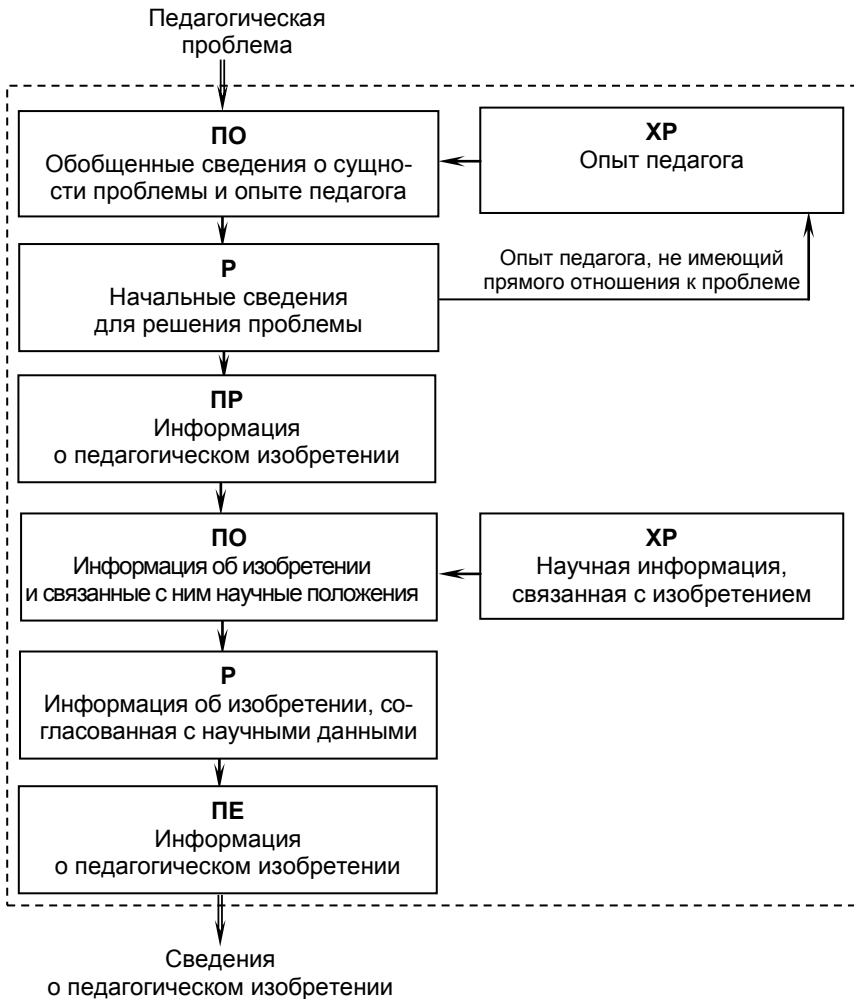 Педагогическая
проблема
ПО
Обобщенные сведения о сущно-
сти проблемы и опыте педагога
ХР
Опыт педагога
Р
Начальные сведения
для решения проблемы
Опыт педагога, не имеющий
прямого отношения к проблеме
ПР
Информация
о педагогическом изобретении
ПО
Информация об изобретении
и связанные с ним научные положения
ХР
Научная информация,
связанная с изобретением
Р
Информация об изобретении, со-
гласованная с научными данными
ПЕ
Информация
о педагогическом изобретении
Сведения
о педагогическом изобретении